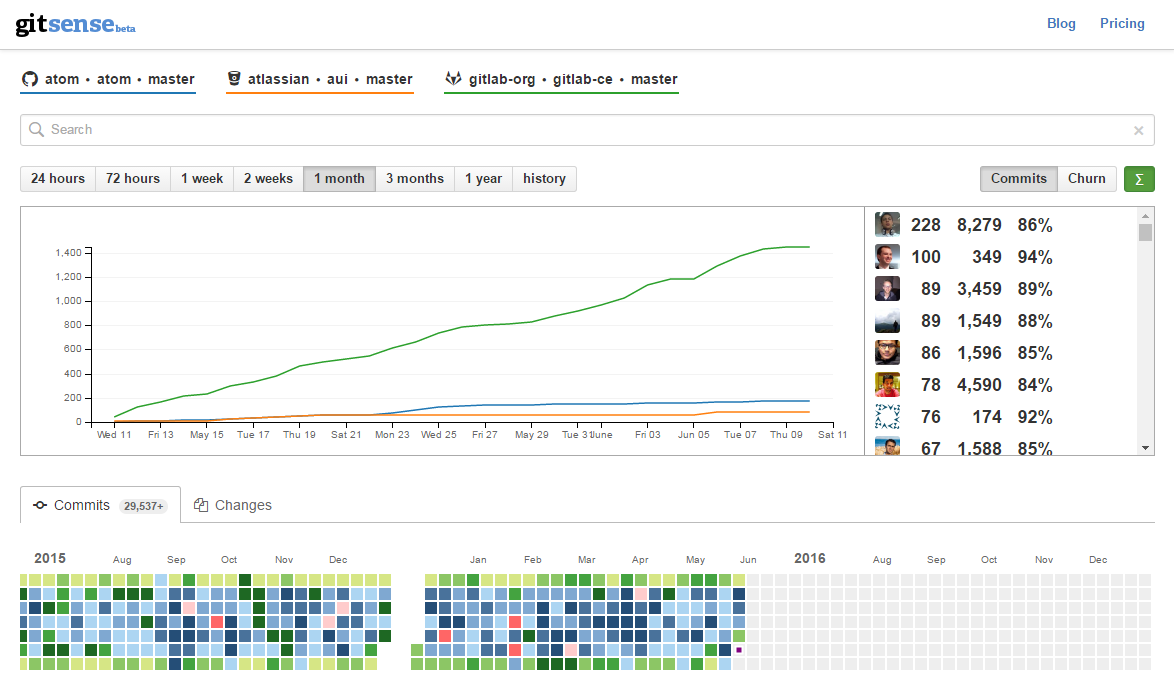 gitsense beta
Blog Pricing
atom • atom • master atlassian • aui • master gitlab-org • gitlab-ce • master
Search
24 hours 72 hours 1 week 2 weeks 1 month 3 months 1 year history Commits Churn Σ
1,400
1,200
1,000
800
600
400
200
0
Wed 11 Fri 13 May 15 Tue 17 Thu 19 Sat 21 Mon 23 Wed 25 Fri 27 May 29 Tue 31 June Fri 03 Jun 05 Tue 07 Thu 09 Sat 11
228 8,279 86%
100 349 94%
89 3,459 89%
89 1,549 88%
86 1,596 85%
78 4,590 84%
76 174 92%
67 1,588 85%
Commits 29,537+ Changes
2015 Aug Sep Oct Nov Dec Jan Feb Mar Apr May Jun 2016 Aug Sep Oct Nov Dec